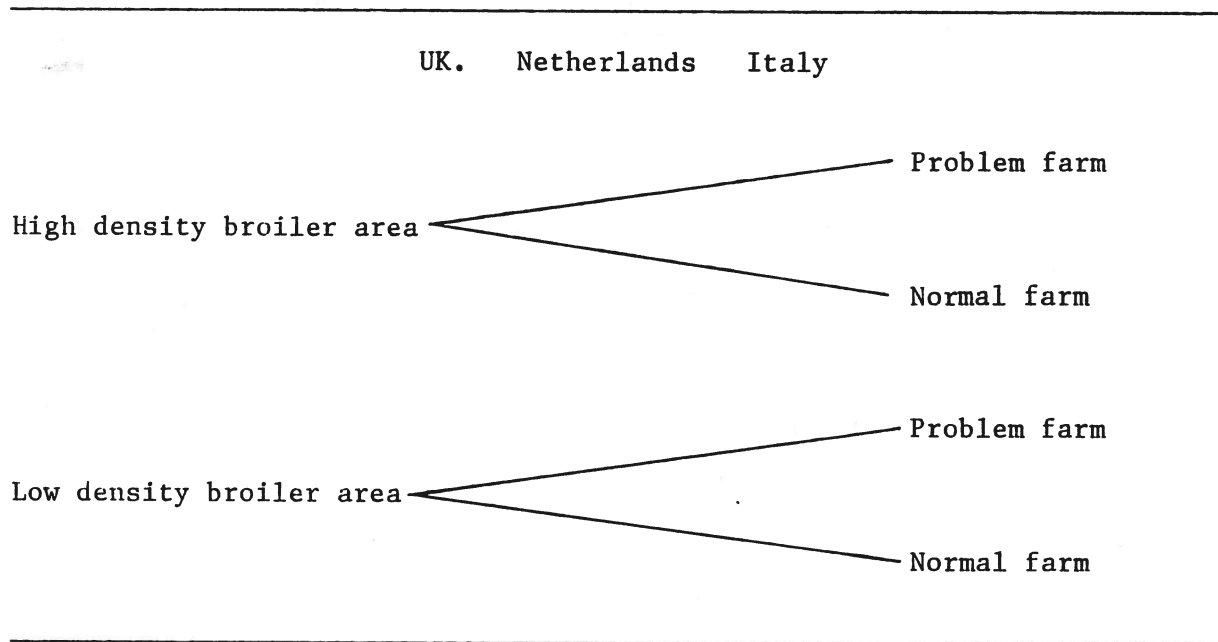 UK. Netherlands Italy
Problem farm
High density broiler area
Normal farm
Problem farm
Low density broiler area
Normal farm